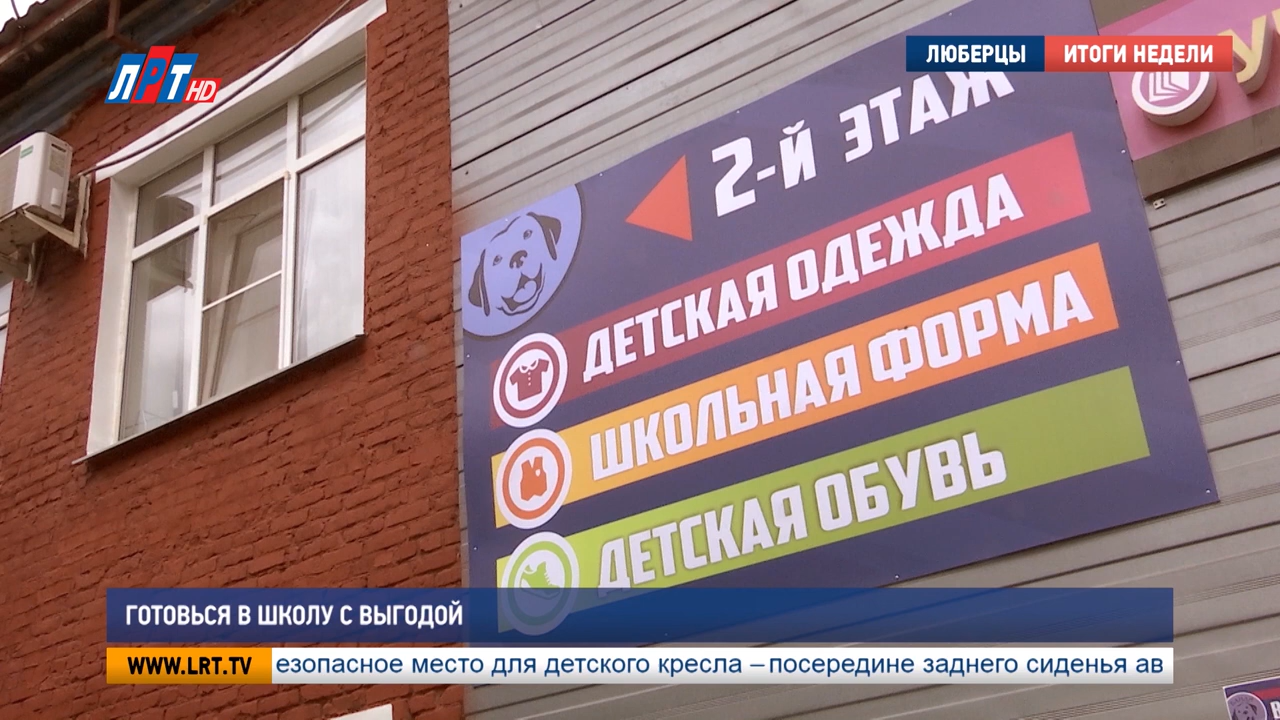 ЛРТ HD
ЛЮБЕРЦЫ ИТОГИ НЕДЕЛИ
2-Й ЭТАЖ
ДЕТСКАЯ ОДЕЖДА
ШКОЛЬНАЯ ФОРМА
ДЕТСКАЯ ОБУВЬ
ГОТОВЬСЯ В ШКОЛУ С ВЫГОДОЙ
WWW.LRT.TV езопасное место для детского кресла – посередине заднего сиденья ав